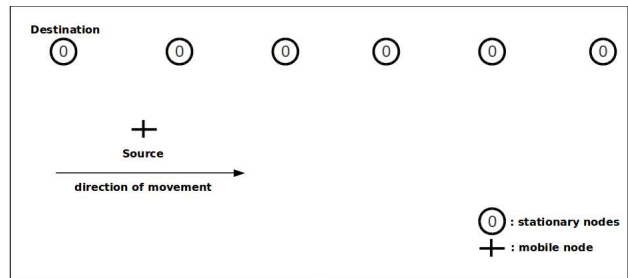 Destination
0 0 0 0 0 0
Source
direction of movement
0 : stationary nodes
: mobile node